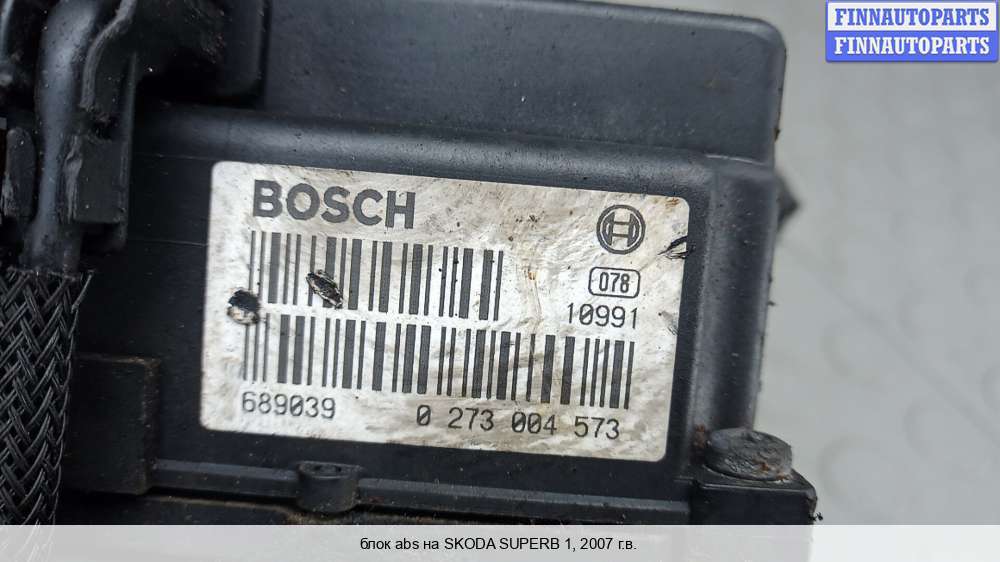 FINNAUTOPARTS
FINNAUTOPARTS
BOSCH
078
10991
689039 0 273 004 573
блок abs на SKODA SUPERB 1, 2007 г.в.